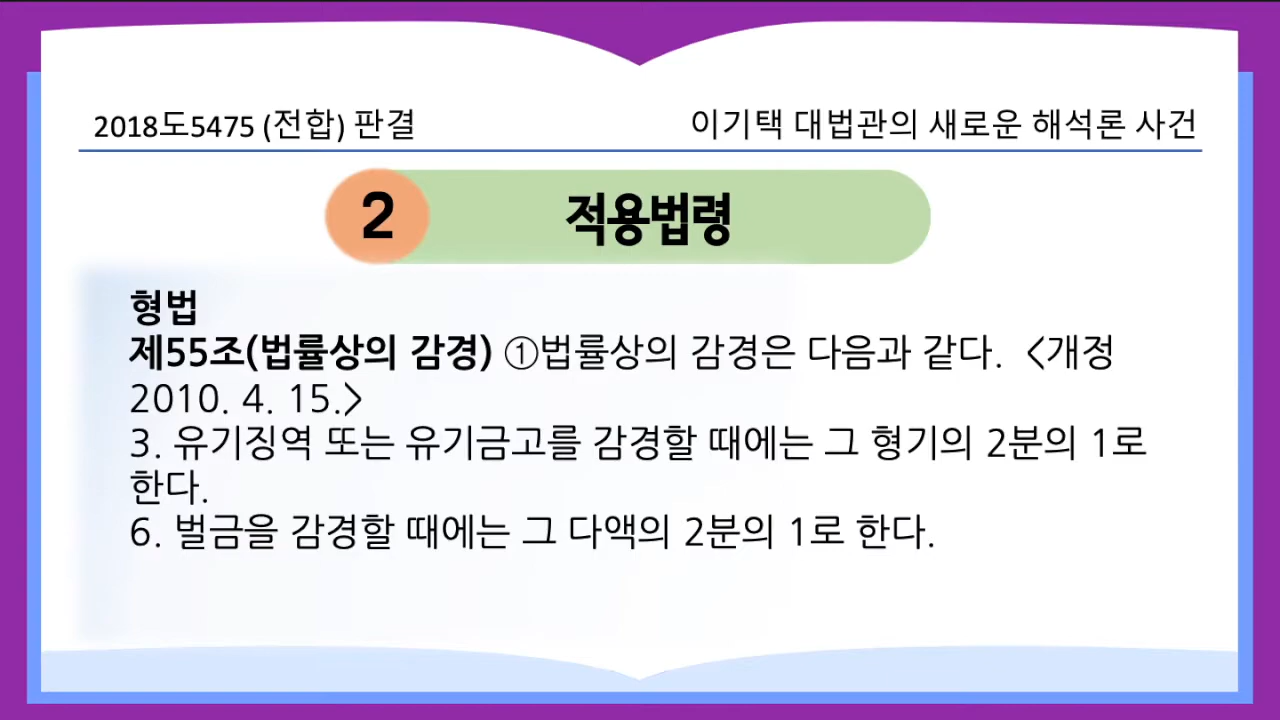 2018도5475 (전합) 판결
이기택 대법관의 새로운 해석론 사건
2 적용법령
형법
제55조(법률상의 감경) ①법률상의 감경은 다음과 같다. <개정
2010. 4. 15.>
3. 유기징역 또는 유기금고를 감경할 때에는 그 형기의 2분의 1로
한다.
6. 벌금을 감경할 때에는 그 다액의 2분의 1로 한다.